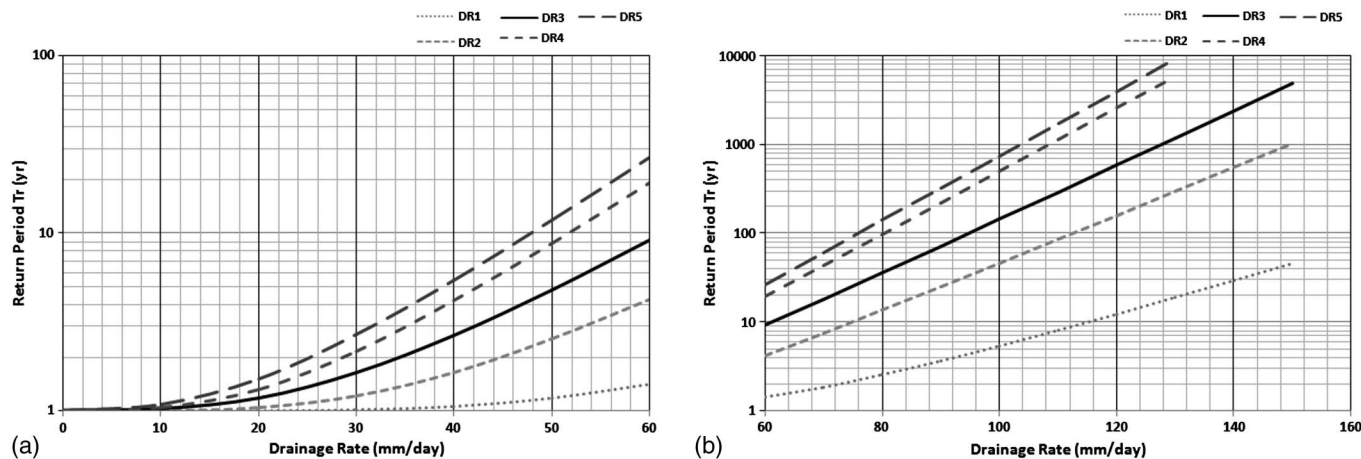 DR1 DR3 DR5
DR2 DR4
100
10
1
Return Period Tr (yr)
0 10 20 30 40 50 60
Drainage Rate (mm/day)
(a)
DR1 DR3 DR5
DR2 DR4
10000
1000
100
10
1
Return Period Tr (yr)
60 80 100 120 140 160
Drainage Rate (mm/day)
(b)